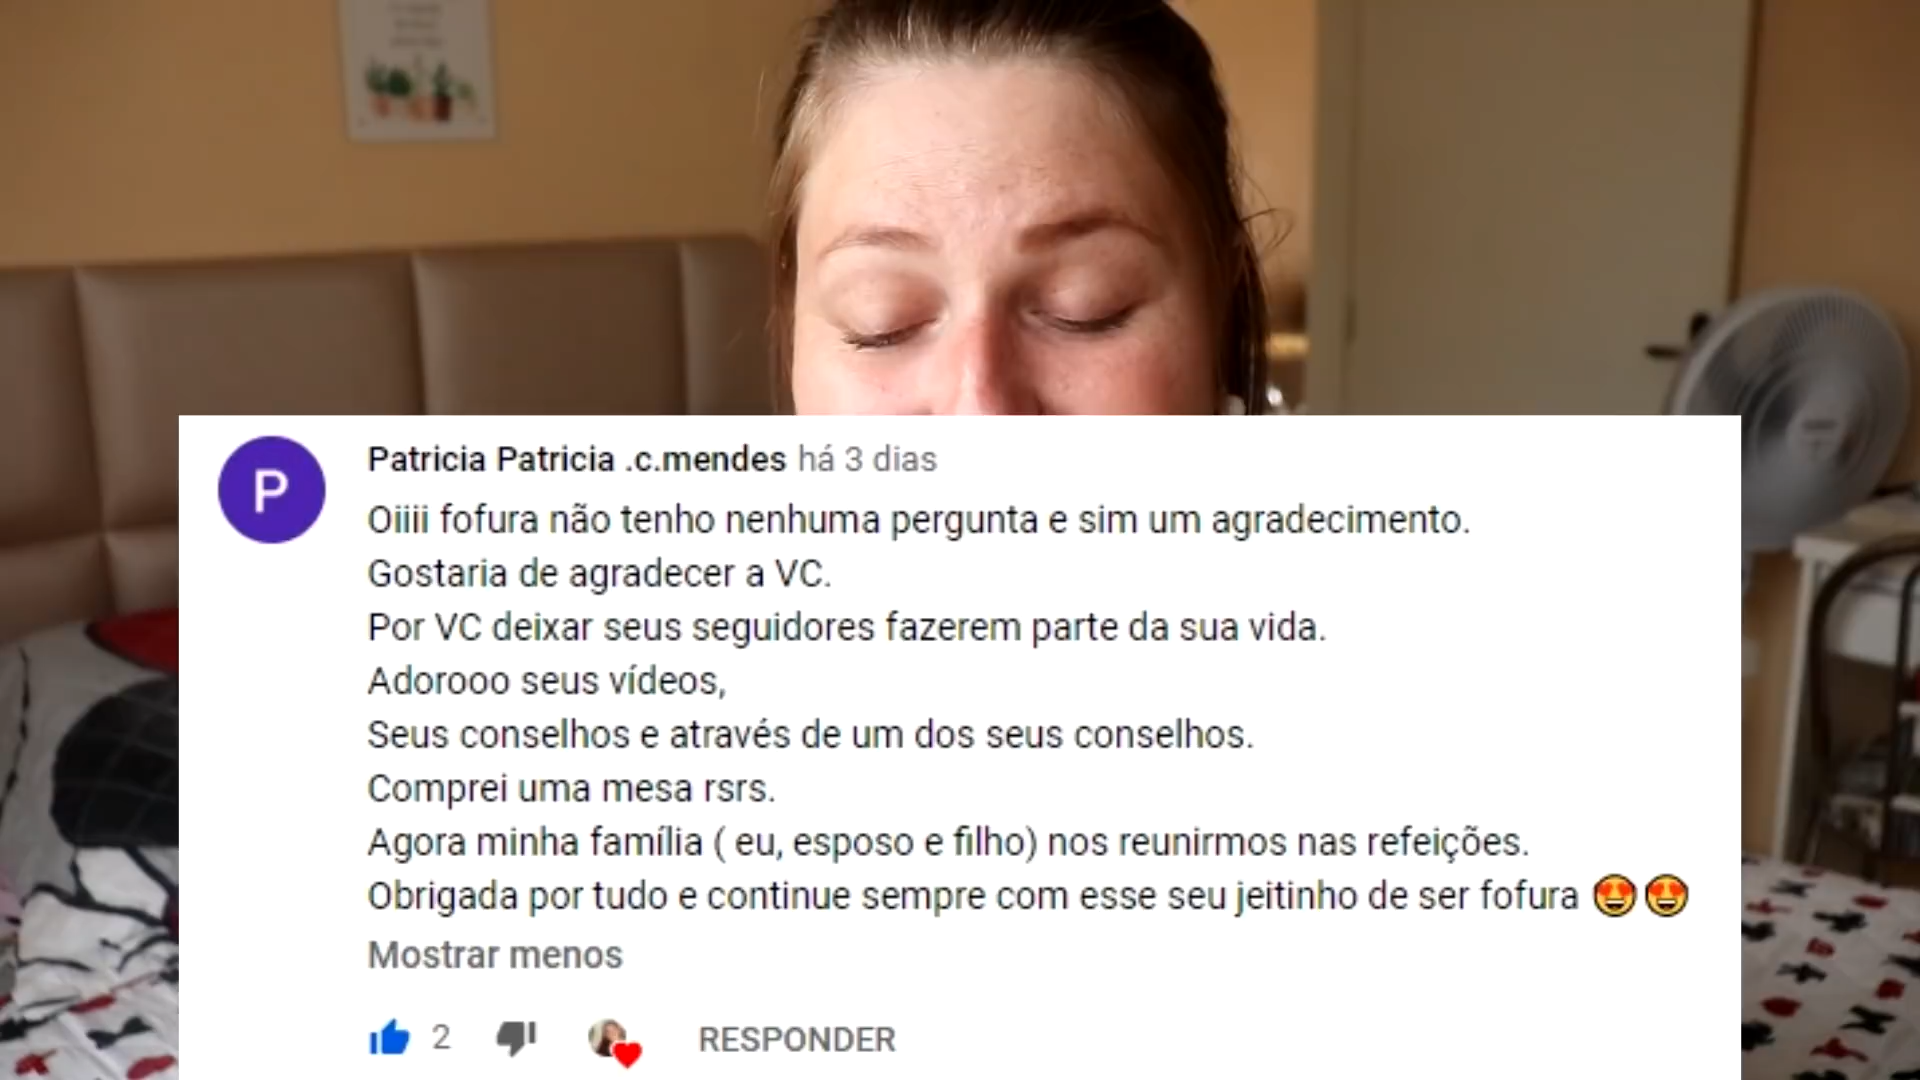 P
Patricia Patricia .c.mendes há 3 dias
Oiiii fofura não tenho nenhuma pergunta e sim um agradecimento.
Gostaria de agradecer a VC.
Por VC deixar seus seguidores fazerem parte da sua vida.
Adorooo seus vídeos,
Seus conselhos e através de um dos seus conselhos.
Comprei uma mesa rsrs.
Agora minha família ( eu, esposo e filho) nos reunirmos nas refeições.
Obrigada por tudo e continue sempre com esse seu jeitinho de ser fofura 😍😍
Mostrar menos
2
RESPONDER